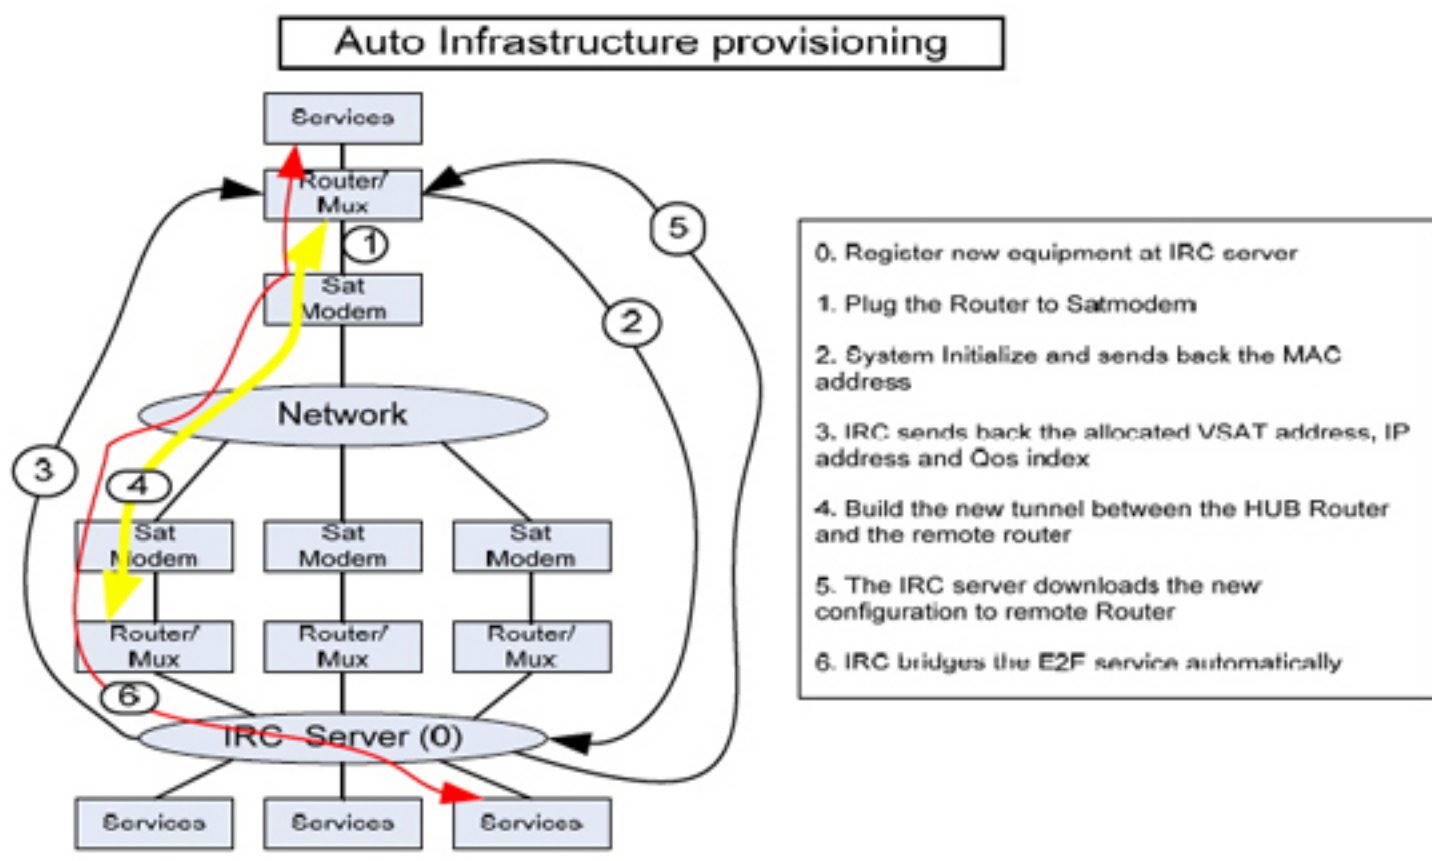 Auto Infrastructure provisioning
Services
Router/
Mux
1
5
Sat
Modem
2
Network
3
4
Sat
Modem
Sat
Modem
Sat
Modem
Router/
Mux
Router/
Mux
Router/
Mux
6
IRC Server (0)
Services
Services
Services
0. Register new equipment at IRC server
1. Plug the Router to Satmodem
2. System Initialize and sends back the MAC
address
3. IRC sends back the allocated VSAT address, IP
address and Qos index
4. Build the new tunnel between the HUB Router
and the remote router
5. The IRC server downloads the new
configuration to remote Router
6. IRC bridges the E2E service automatically